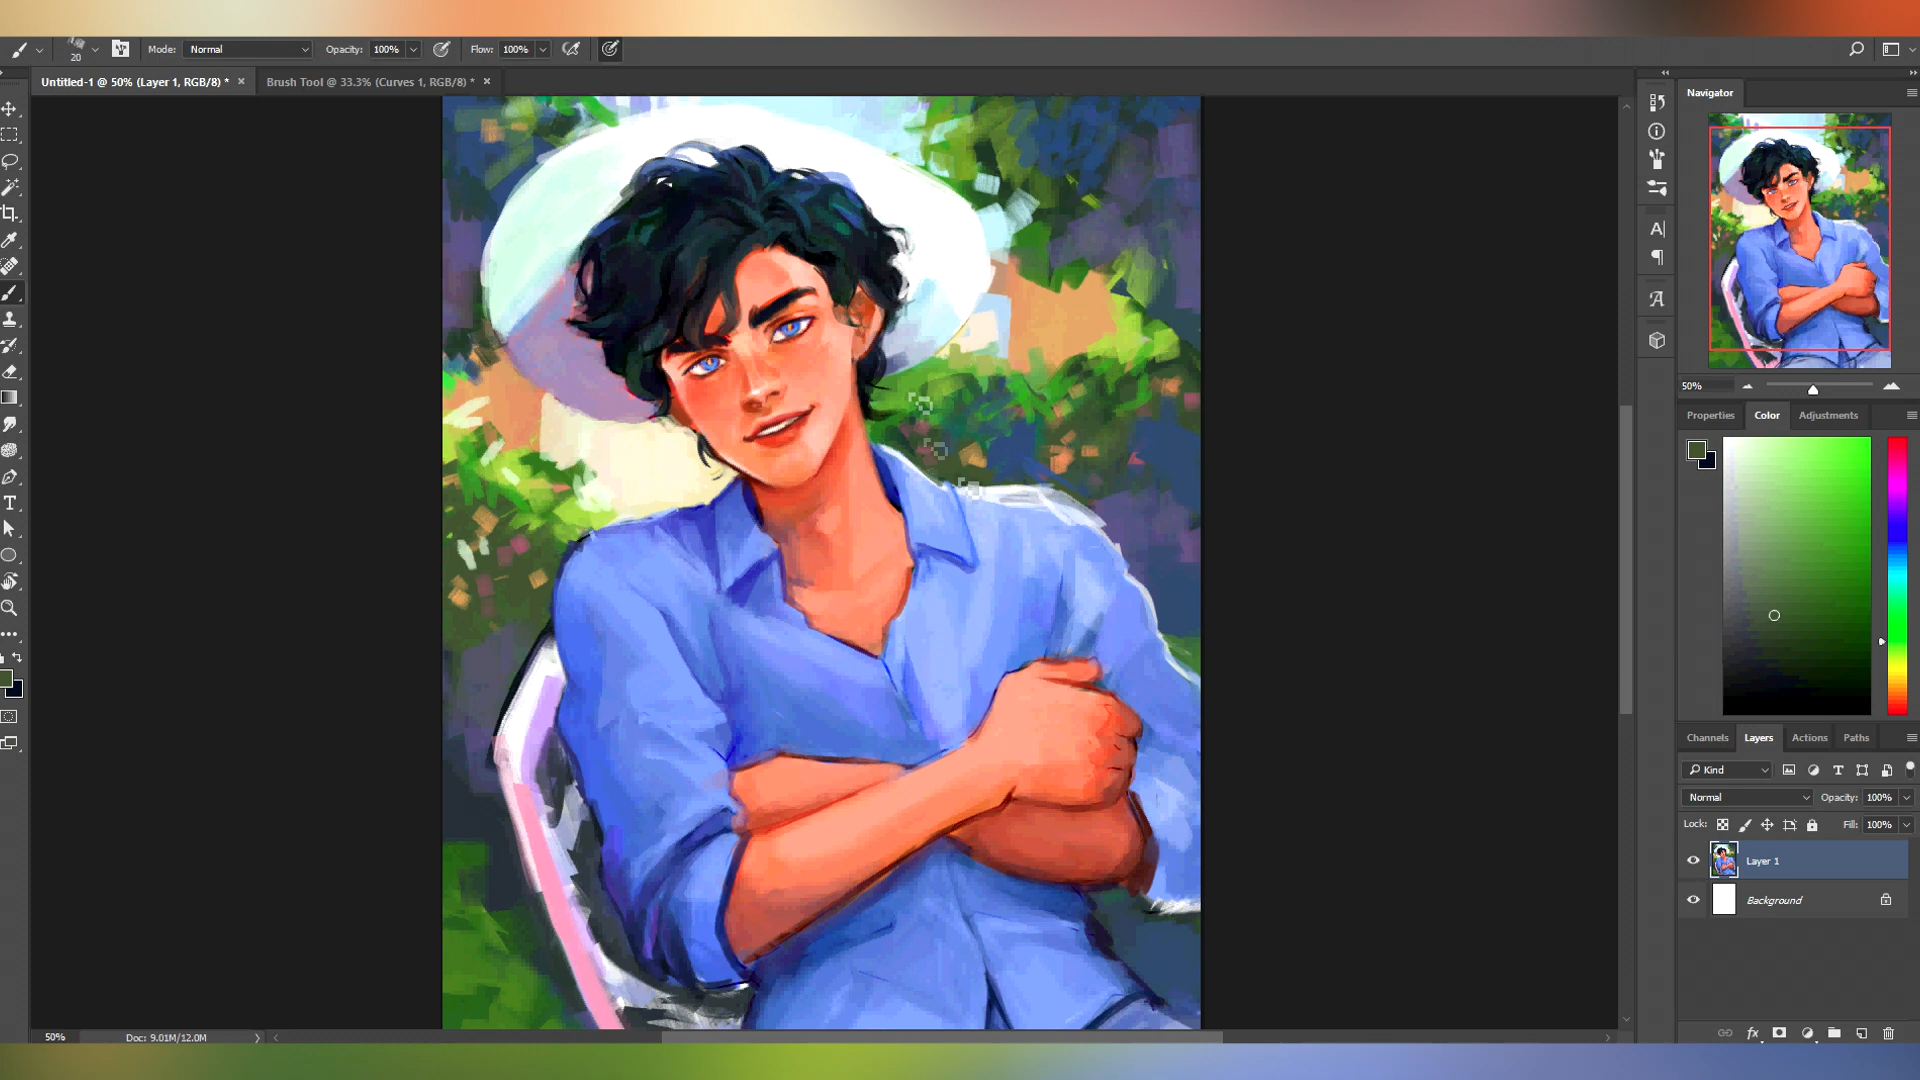 20
Mode: Normal
Opacity: 100%
Flow: 100%
Untitled-1 @ 50% (Layer 1, RGB/8) *
Brush Tool @ 33.3% (Curves 1, RGB/8) *
Navigator
50%
Properties
Color
Adjustments
Channels
Layers
Actions
Paths
Kind
Normal
Opacity: 100%
Lock:
Fill: 100%
Layer 1
Background
50%
Doc: 9.01M/12.0M